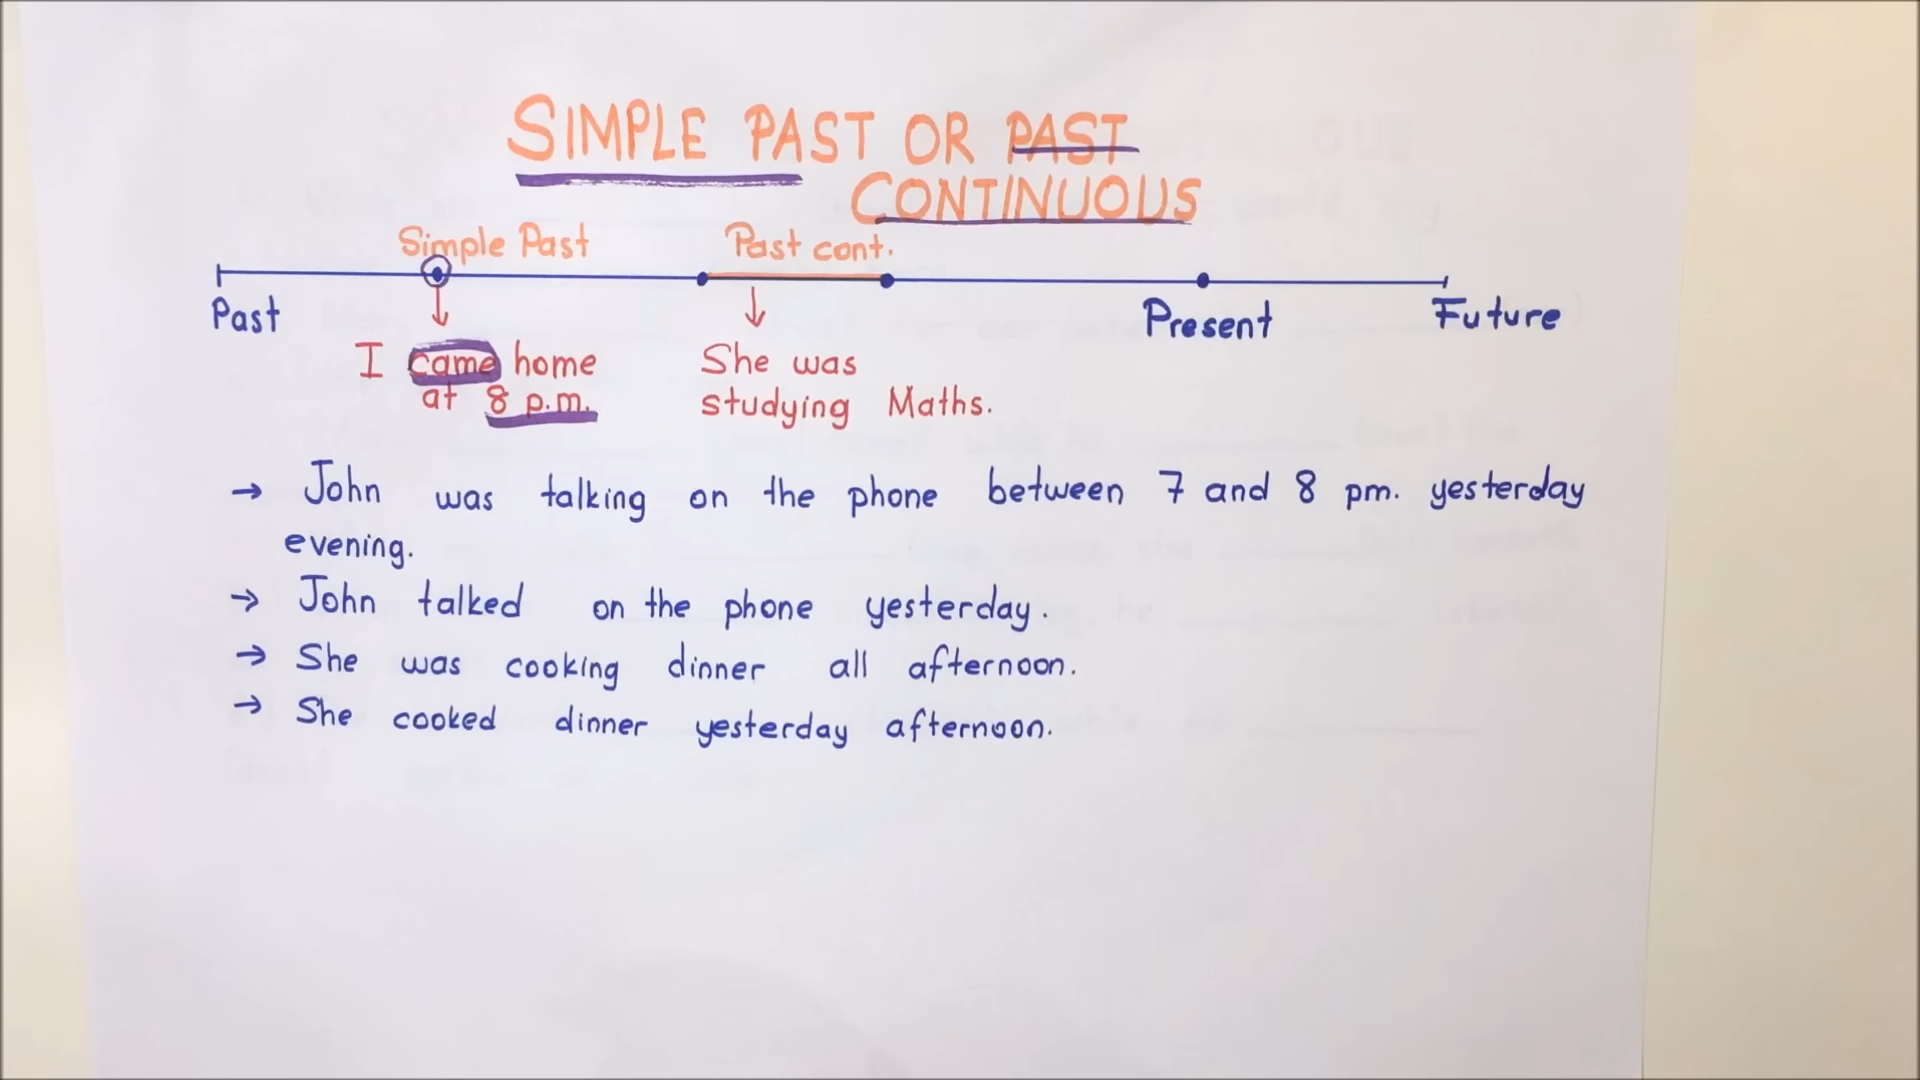 SIMPLE PAST OR PAST
CONTINUOUS
Simple Past Past cont.
Past Present Future
I came home She was
at 8 p.m. studying Maths.
→ John was talking on the phone between 7 and 8 pm. yesterday
evening.
→ John talked on the phone yesterday.
→ She was cooking dinner all afternoon.
→ She cooked dinner yesterday afternoon.